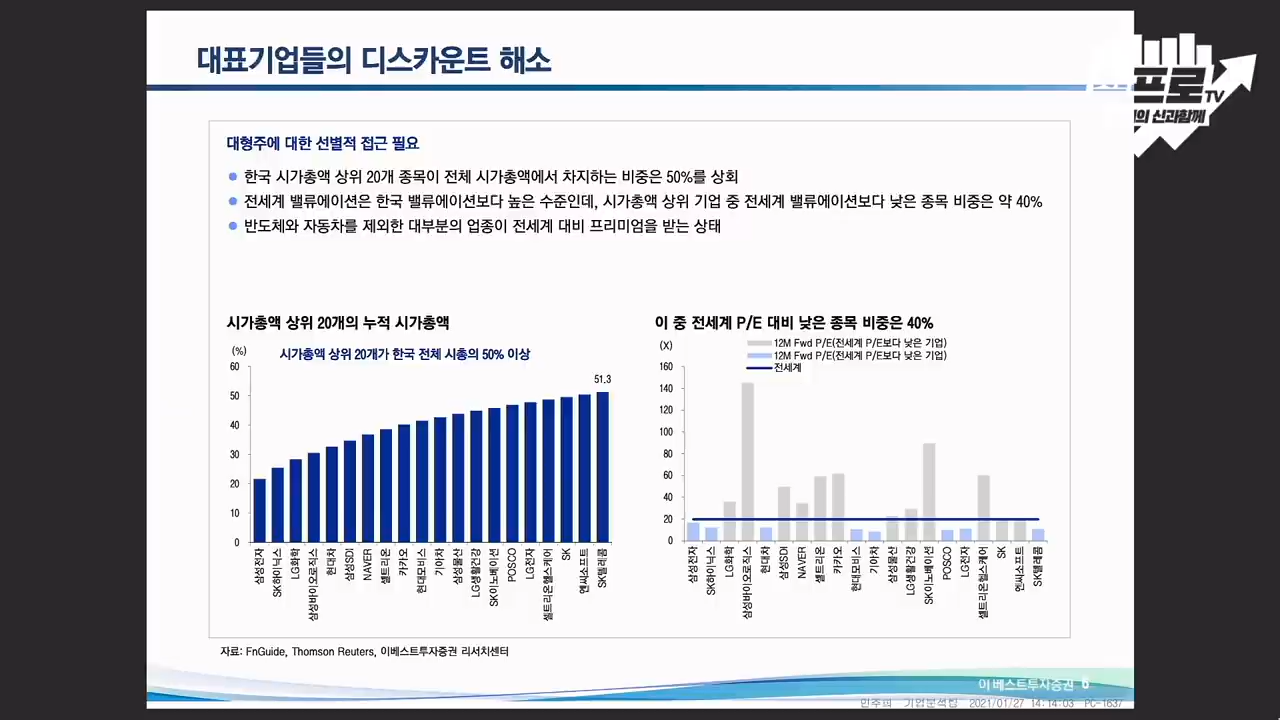 대표기업들의 디스카운트 해소
프로TV
의 신과함께
대형주에 대한 선별적 접근 필요
한국 시가총액 상위 20개 종목이 전체 시가총액에서 차지하는 비중은 50%를 상회
전세계 밸류에이션은 한국 밸류에이션보다 높은 수준인데, 시가총액 상위 기업 중 전세계 밸류에이션보다 낮은 종목 비중은 약 40%
반도체와 자동차를 제외한 대부분의 업종이 전세계 대비 프리미엄을 받는 상태
시가총액 상위 20개의 누적 시가총액
(%)
시가총액 상위 20개가 한국 전체 시총의 50% 이상
60
50
40
30
20
10
0
51.3
삼성전자
SK하이닉스
LG화학
삼성바이오로직스
현대차
삼성SDI
NAVER
셀트리온
카카오
현대모비스
기아차
삼성물산
LG생활건강
SK이노베이션
POSCO
LG전자
셀트리온헬스케어
SK
엔씨소프트
SK텔레콤
이 중 전세계 P/E 대비 낮은 종목 비중은 40%
(X)
12M Fwd P/E(전세계 P/E보다 낮은 기업)
12M Fwd P/E(전세계 P/E보다 낮은 기업)
전세계
160
140
120
100
80
60
40
20
0
삼성전자
SK하이닉스
LG화학
삼성바이오로직스
현대차
삼성SDI
NAVER
셀트리온
카카오
현대모비스
기아차
삼성물산
LG생활건강
SK이노베이션
POSCO
LG전자
셀트리온헬스케어
SK
엔씨소프트
SK텔레콤
자료: FnGuide, Thomson Reuters, 이베스트투자증권 리서치센터
이베스트투자증권 6
기업분석팀 2021/01/27 14:14:03 PC-1637